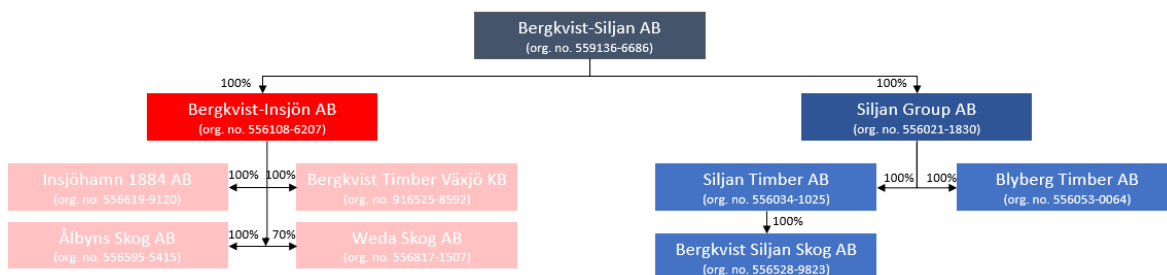 Bergkvist-Siljan AB
(org. no. 559136-6686)
100%
100%
Bergkvist-Insjön AB
(org. no. 556108-6207)
Siljan Group AB
(org. no. 556021-1830)
Insjöhamn 1884 AB
(org. no. 556619-9120)
100%
100%
Bergkvist Timber Växjö KB
(org. no. 916525-8592)
Siljan Timber AB
(org. no. 556034-1025)
100%
100%
Blyberg Timber AB
(org. no. 556053-0064)
Ålbyns Skog AB
(org. no. 556595-5415)
100%
70%
Weda Skog AB
(org. no. 556817-1507)
100%
Bergkvist Siljan Skog AB
(org. no. 556528-9823)